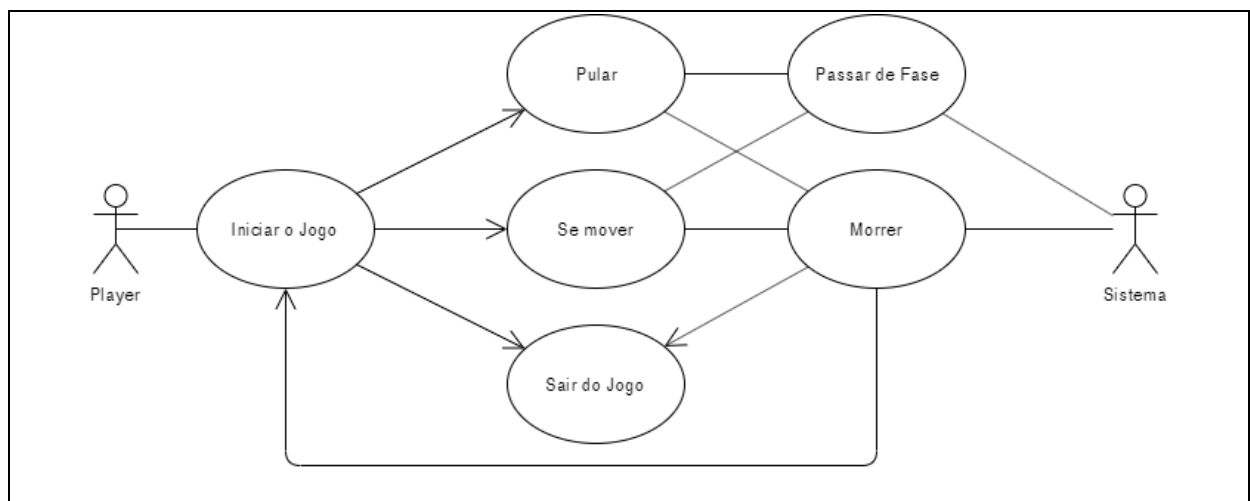 Pular
Passar de Fase
Iniciar o Jogo
Se mover
Morrer
Player
Sistema
Sair do Jogo